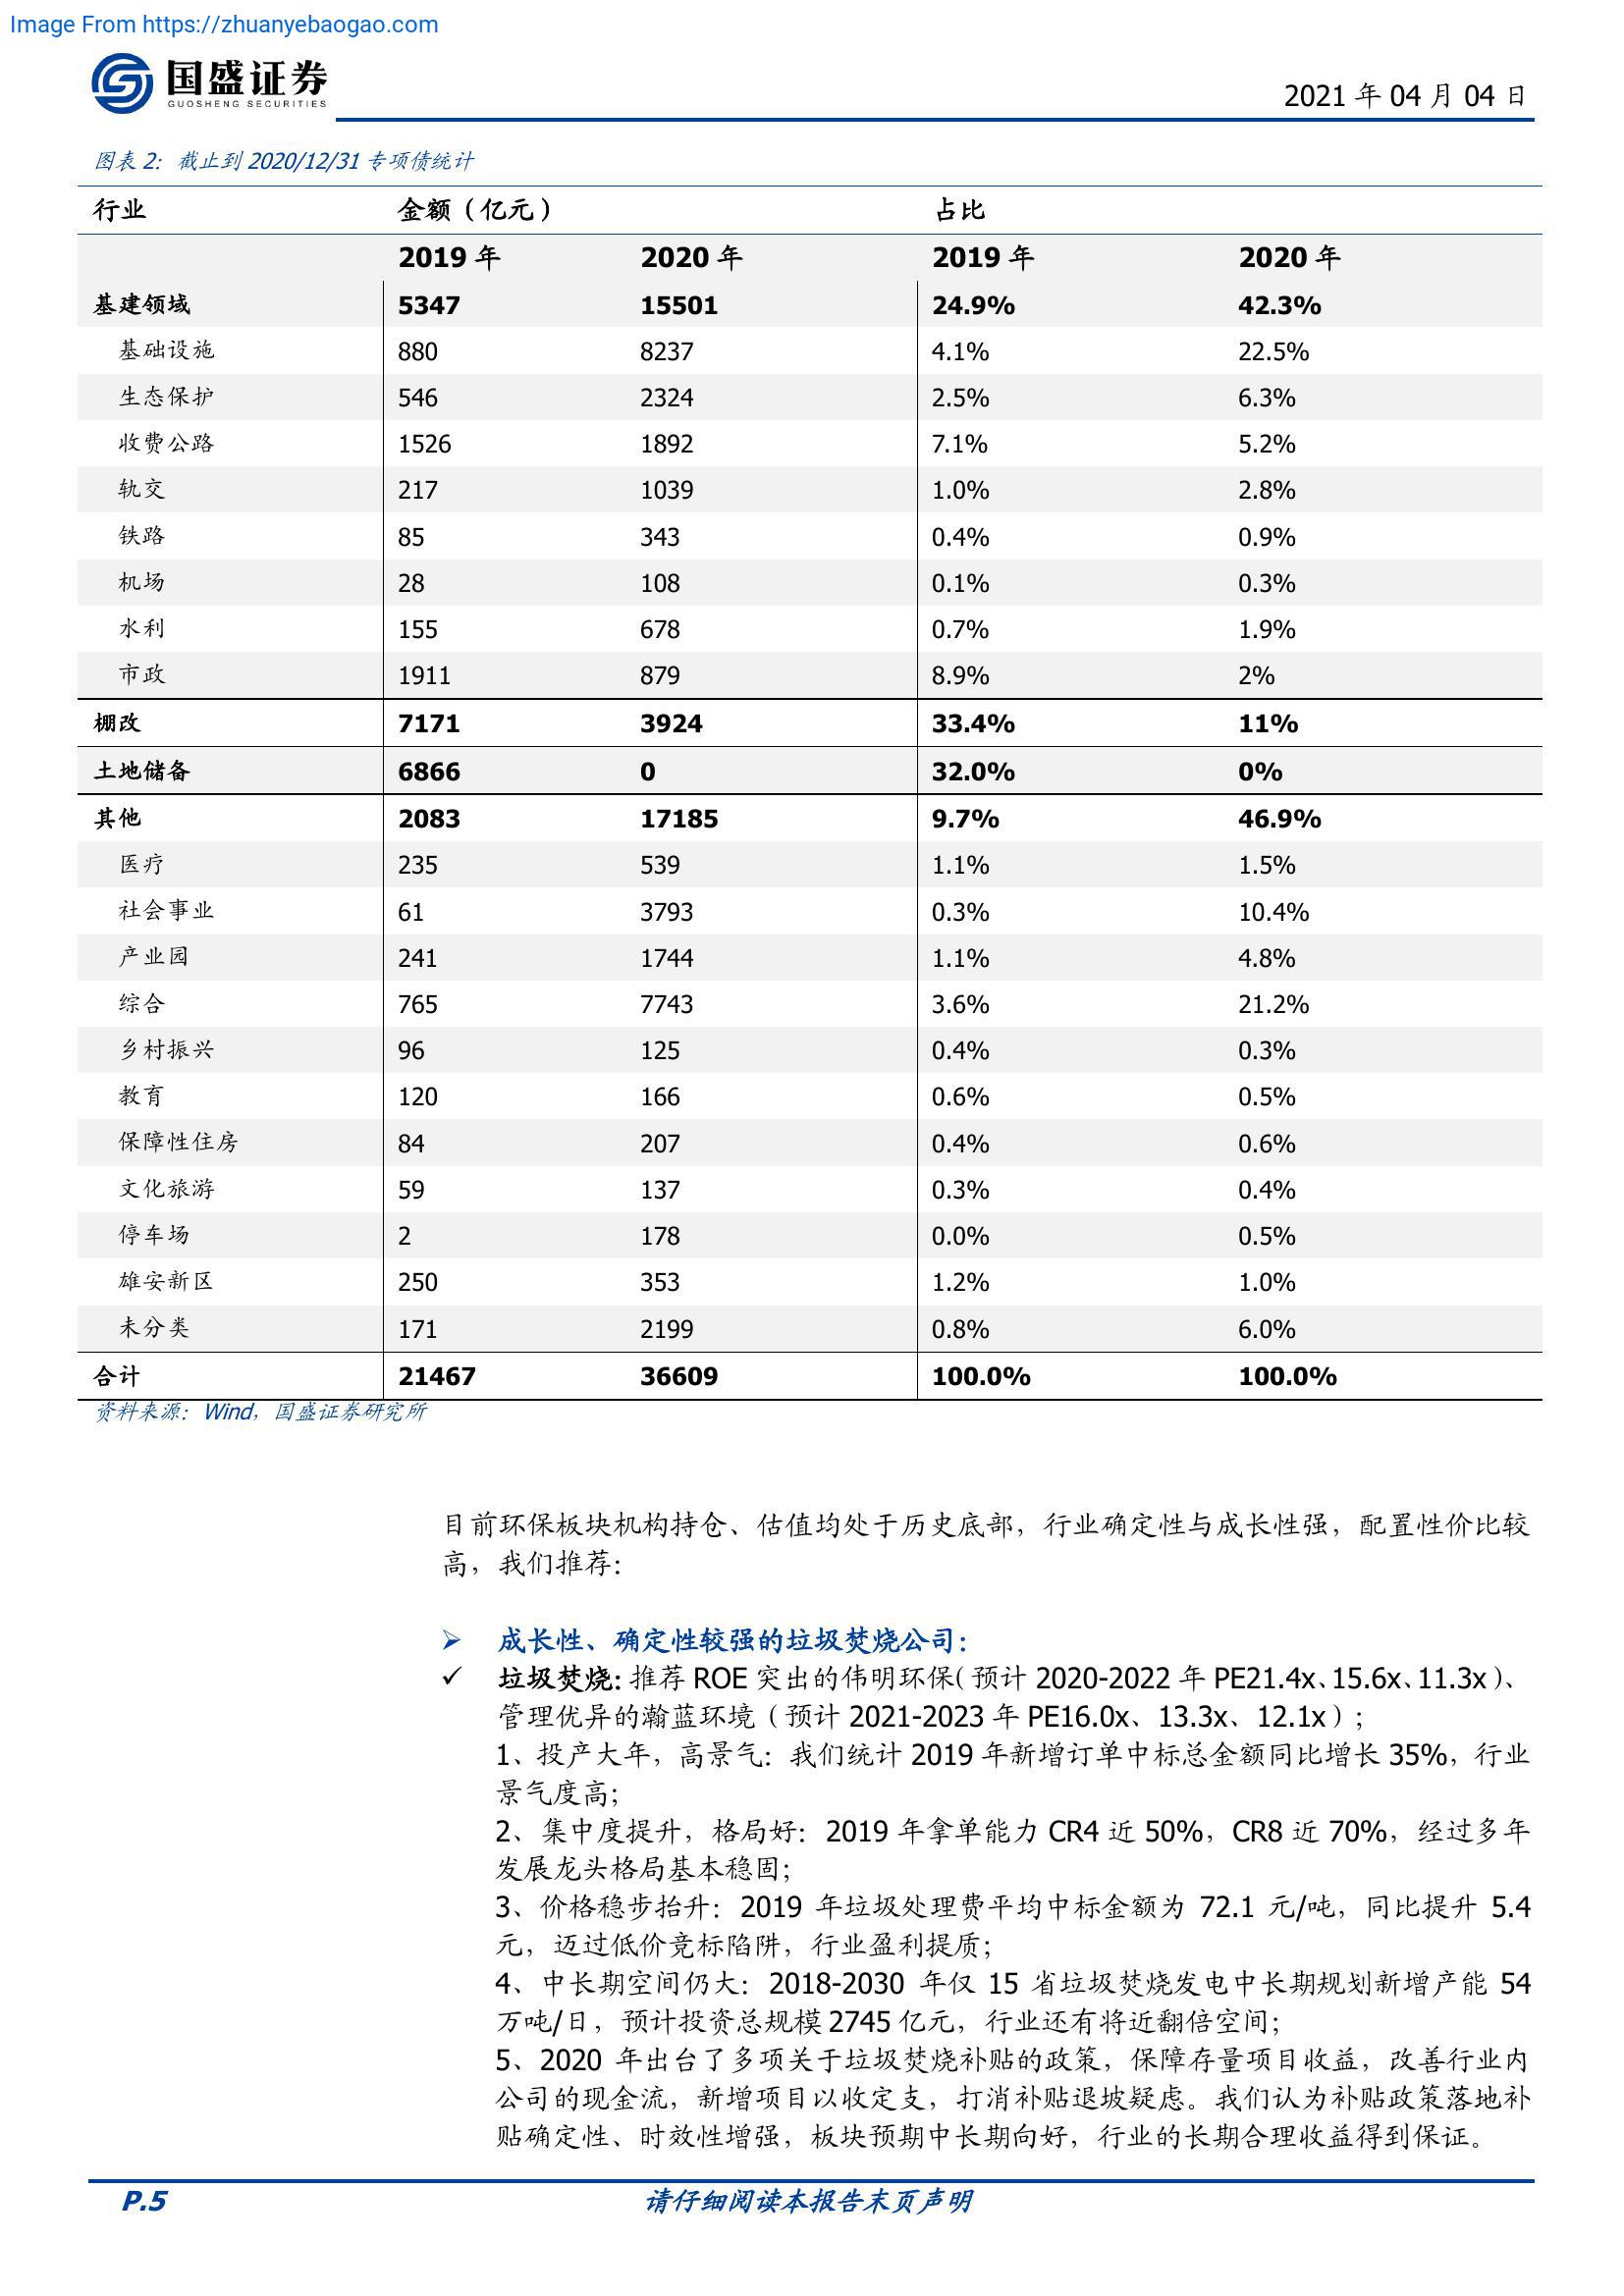 Image From https://zhuanyebaogao.com
国盛证券
GUOSHENG SECURITIES
2021 年 04 月 04 日
图表 2：截止到 2020/12/31 专项债统计
行业 金额（亿元） 占比
2019 年 2020 年 2019 年 2020 年
基建领域 5347 15501 24.9% 42.3%
基础设施 880 8237 4.1% 22.5%
生态保护 546 2324 2.5% 6.3%
收费公路 1526 1892 7.1% 5.2%
轨交 217 1039 1.0% 2.8%
铁路 85 343 0.4% 0.9%
机场 28 108 0.1% 0.3%
水利 155 678 0.7% 1.9%
市政 1911 879 8.9% 2%
棚改 7171 3924 33.4% 11%
土地储备 6866 0 32.0% 0%
其他 2083 17185 9.7% 46.9%
医疗 235 539 1.1% 1.5%
社会事业 61 3793 0.3% 10.4%
产业园 241 1744 1.1% 4.8%
综合 765 7743 3.6% 21.2%
乡村振兴 96 125 0.4% 0.3%
教育 120 166 0.6% 0.5%
保障性住房 84 207 0.4% 0.6%
文化旅游 59 137 0.3% 0.4%
停车场 2 178 0.0% 0.5%
雄安新区 250 353 1.2% 1.0%
未分类 171 2199 0.8% 6.0%
合计 21467 36609 100.0% 100.0%
资料来源：Wind，国盛证券研究所
目前环保板块机构持仓、估值均处于历史底部，行业确定性与成长性强，配置性价比较
高，我们推荐：
➢ 成长性、确定性较强的垃圾焚烧公司：
✓ 垃圾焚烧：推荐 ROE 突出的伟明环保（预计 2020-2022 年 PE21.4x、15.6x、11.3x）、
管理优异的瀚蓝环境（预计 2021-2023 年 PE16.0x、13.3x、12.1x）；
1、投产大年，高景气：我们统计 2019 年新增订单中标总金额同比增长 35%，行业
景气度高；
2、集中度提升，格局好：2019 年拿单能力 CR4 近 50%，CR8 近 70%，经过多年
发展龙头格局基本稳固；
3、价格稳步抬升：2019 年垃圾处理费平均中标金额为 72.1 元/吨，同比提升 5.4
元，迈过低价竞标陷阱，行业盈利提质；
4、中长期空间仍大：2018-2030 年仅 15 省垃圾焚烧发电中长期规划新增产能 54
万吨/日，预计投资总规模 2745 亿元，行业还有将近翻倍空间；
5、2020 年出台了多项关于垃圾焚烧补贴的政策，保障存量项目收益，改善行业内
公司的现金流，新增项目以收定支，打消补贴退坡疑虑。我们认为补贴政策落地补
贴确定性、时效性增强，板块预期中长期向好，行业的长期合理收益得到保证。
P.5 请仔细阅读本报告末页声明